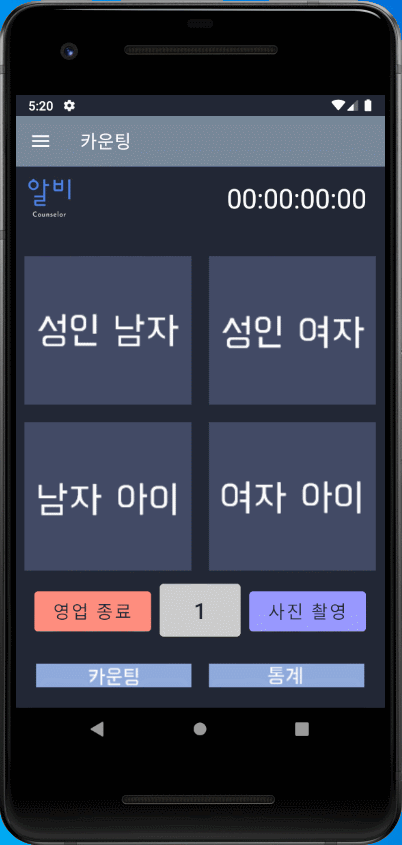 5:20
카운팅
알비
Counselor
00:00:00:00
성인 남자
성인 여자
남자 아이
여자 아이
영업 종료
1
사진 촬영
카운팅
통계